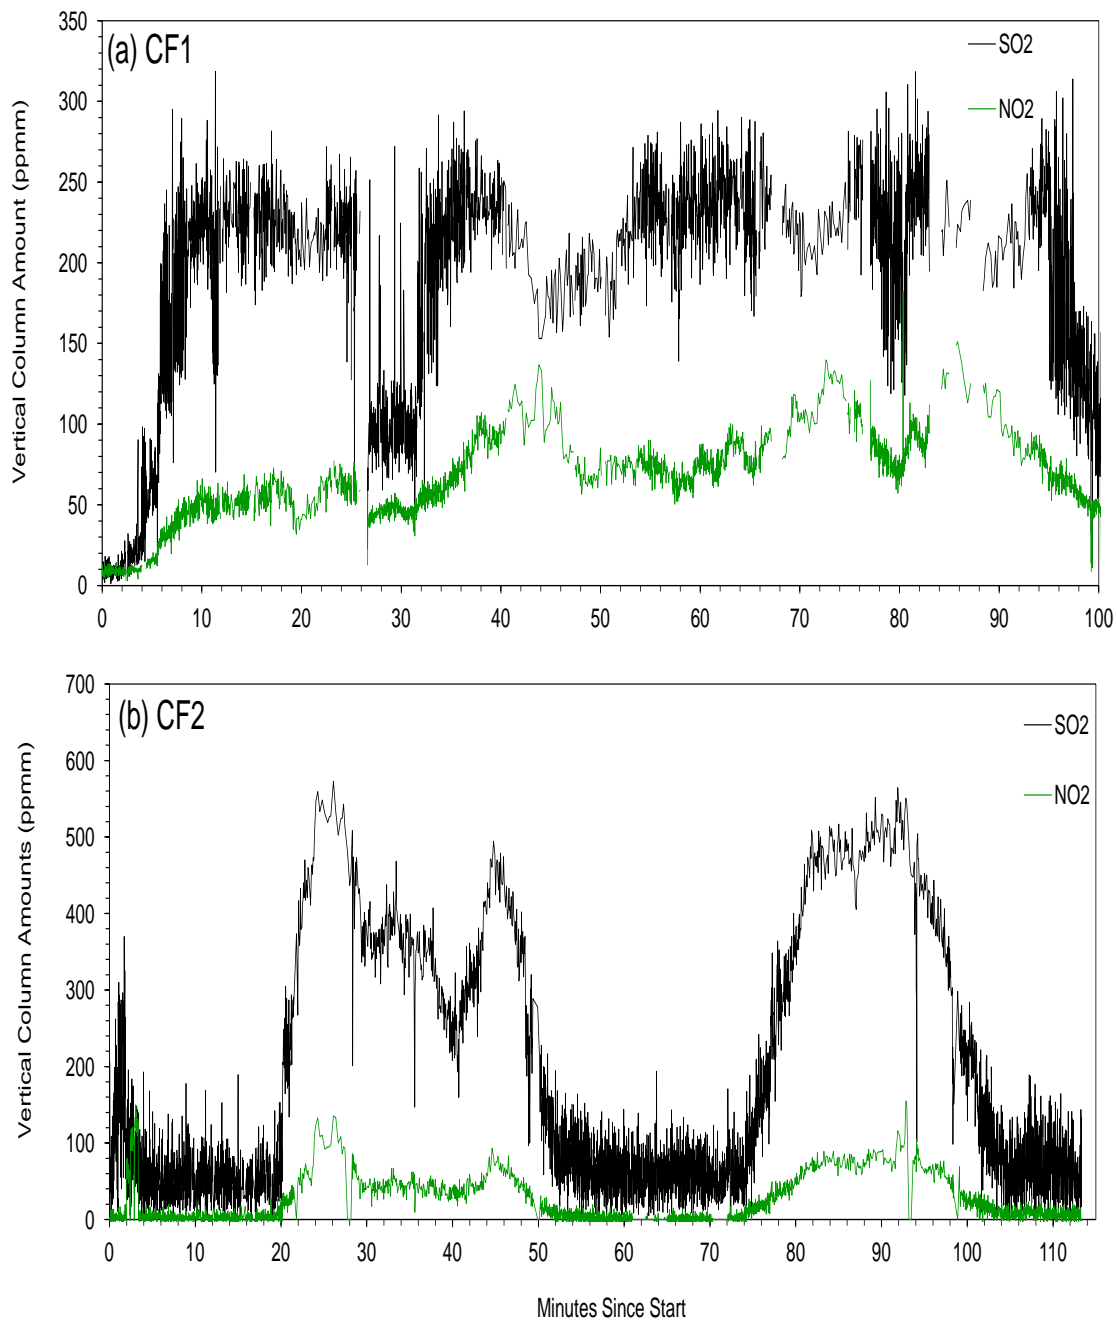 (a) CF1
SO2
NO2
Vertical Column Amount (ppmm)
350
300
250
200
150
100
50
0
0 10 20 30 40 50 60 70 80 90 100
(b) CF2
SO2
NO2
Vertical Column Amounts (ppmm)
700
600
500
400
300
200
100
0
0 10 20 30 40 50 60 70 80 90 100 110
Minutes Since Start